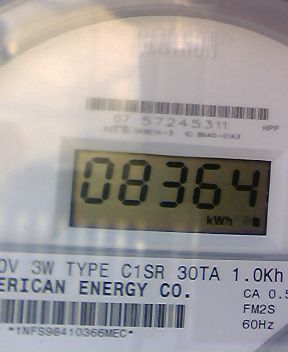 07 57245311
HPP
08364
kWh
0V 3W TYPE C1SR 30TA 1.0Kh
ERICAN ENERGY CO.
CA 0.5
FM2S
60Hz
*1NFS98410366MEC*